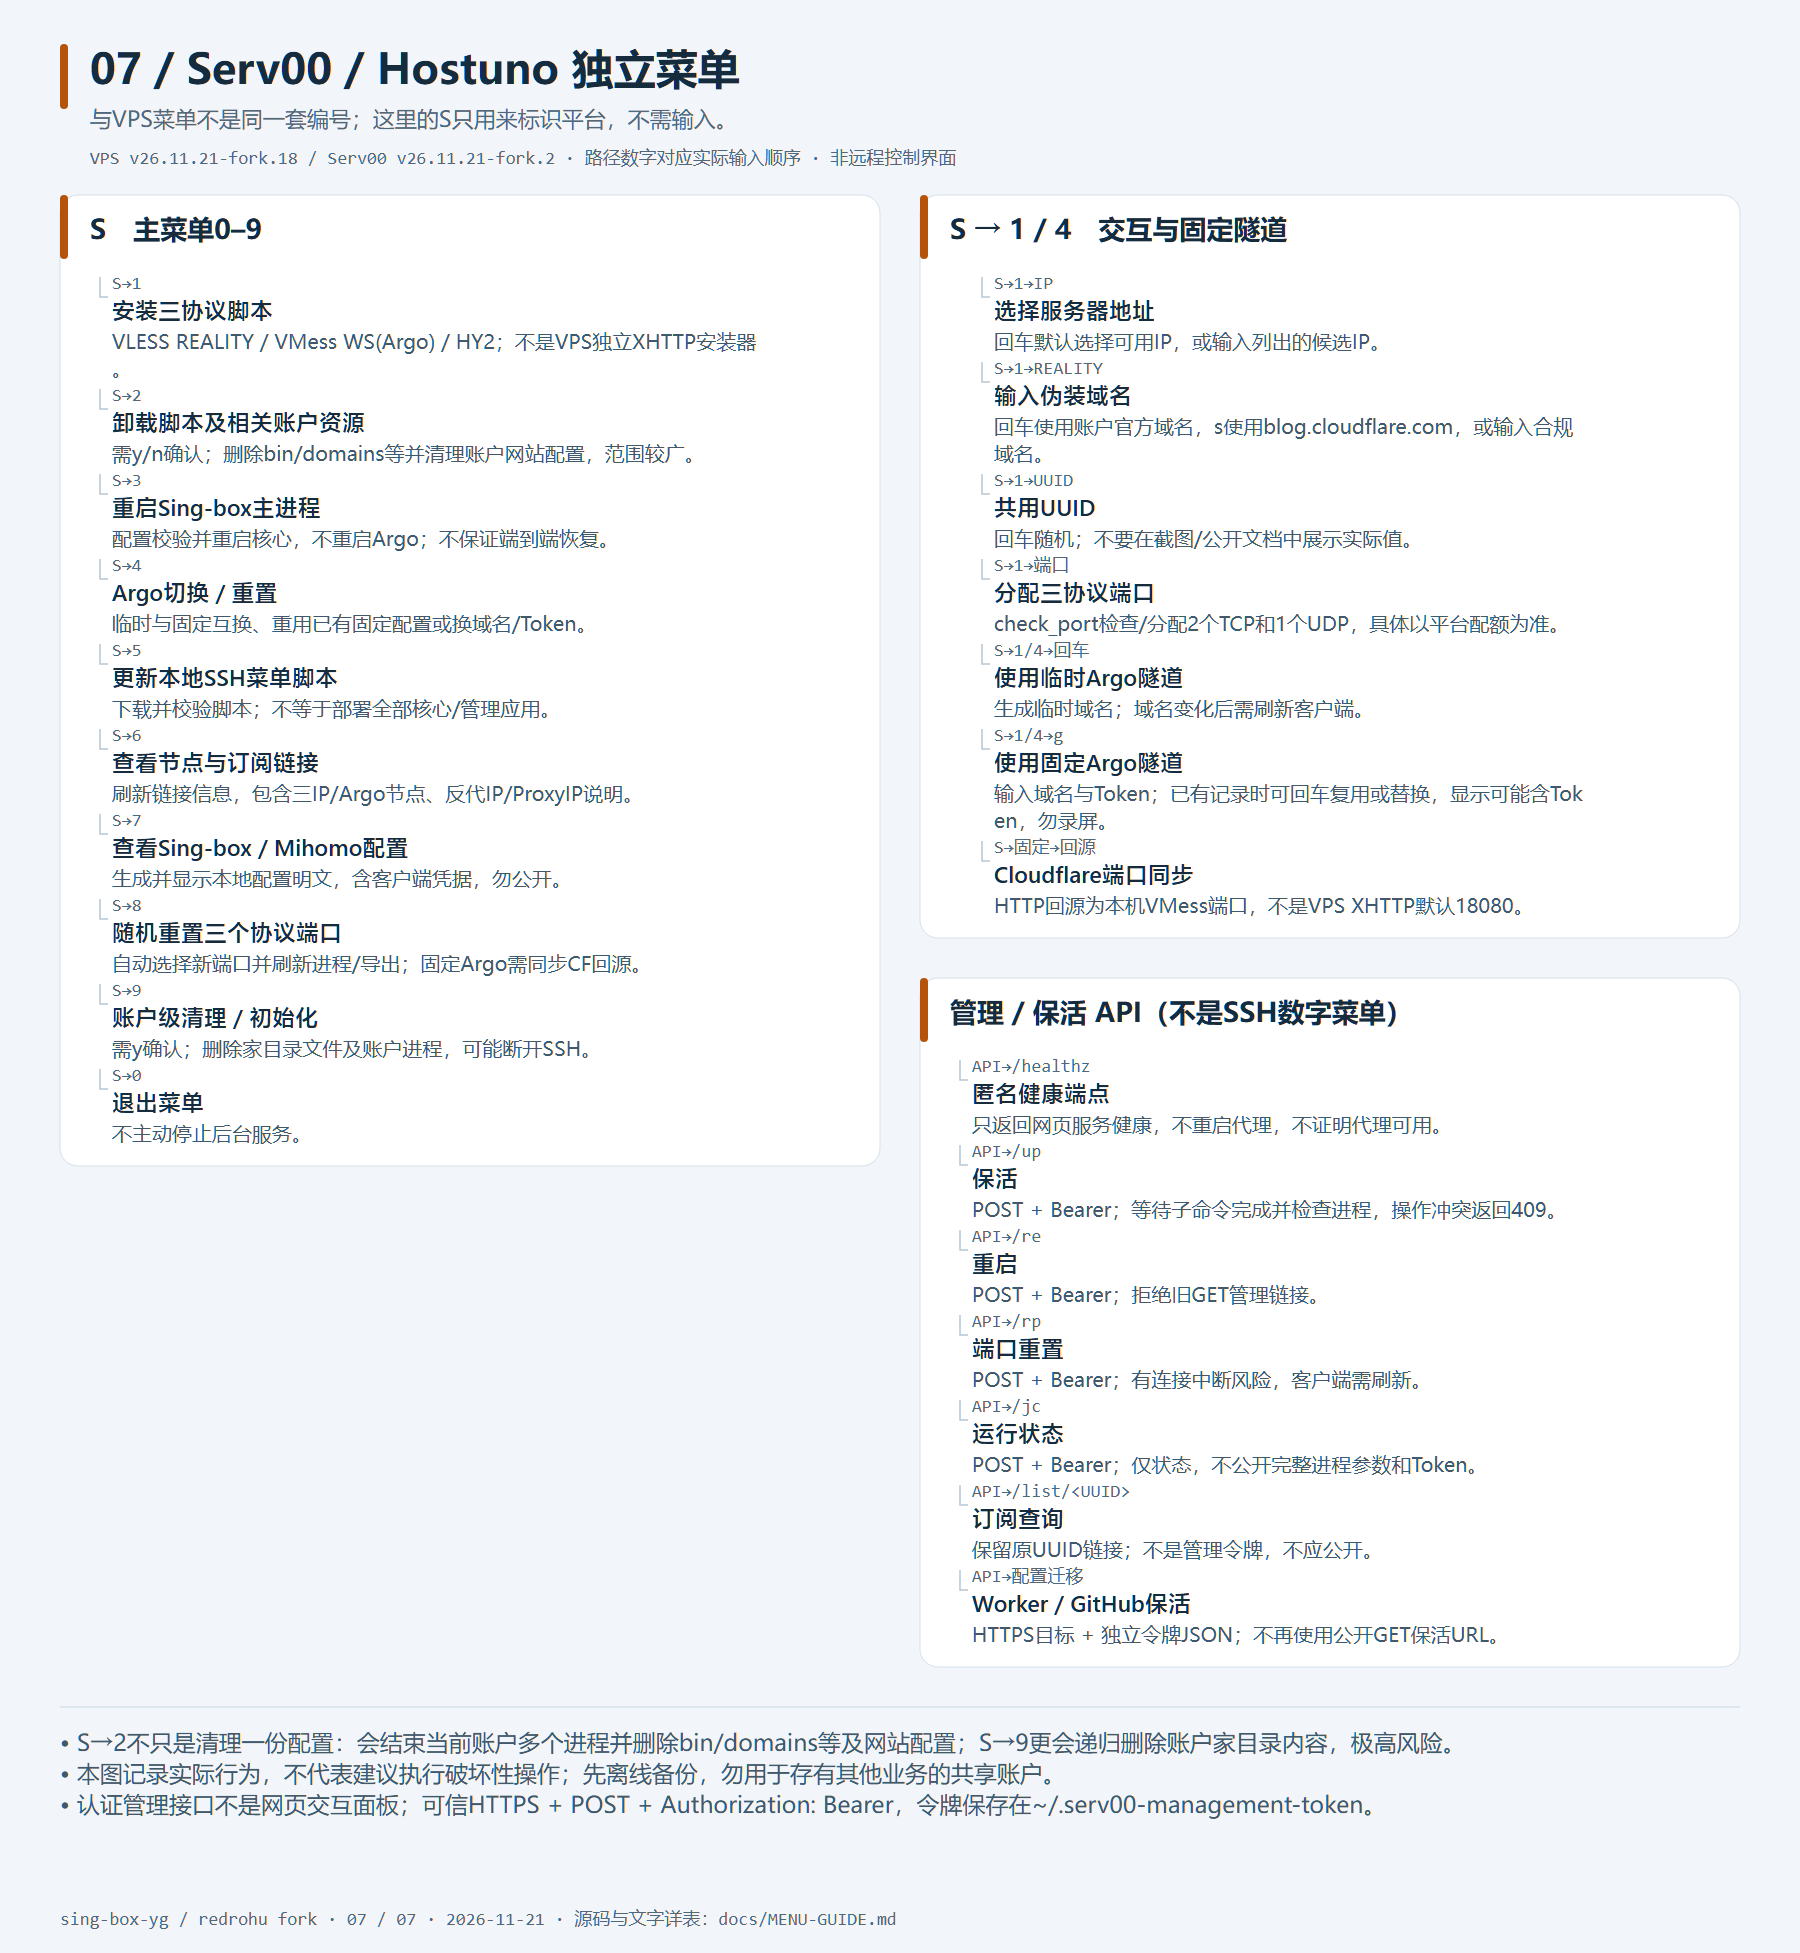 07 / Serv00 / Hostuno 独立菜单
与VPS菜单不是同一套编号；这里的S只用来标识平台，不需输入。
VPS v26.11.21-fork.18 / Serv00 v26.11.21-fork.2 · 路径数字对应实际输入顺序 · 非远程控制界面
S 主菜单0–9
S→1
安装三协议脚本
VLESS REALITY / VMess WS(Argo) / HY2；不是VPS独立XHTTP安装器
。
S→2
卸载脚本及相关账户资源
需y/n确认；删除bin/domains等并清理账户网站配置，范围较广。
S→3
重启Sing-box主进程
配置校验并重启核心，不重启Argo；不保证端到端恢复。
S→4
Argo切换 / 重置
临时与固定互换、重用已有固定配置或换域名/Token。
S→5
更新本地SSH菜单脚本
下载并校验脚本；不等于部署全部核心/管理应用。
S→6
查看节点与订阅链接
刷新链接信息，包含三IP/Argo节点、反代IP/ProxyIP说明。
S→7
查看Sing-box / Mihomo配置
生成并显示本地配置明文，含客户端凭据，勿公开。
S→8
随机重置三个协议端口
自动选择新端口并刷新进程/导出；固定Argo需同步CF回源。
S→9
账户级清理 / 初始化
需y确认；删除家目录文件及账户进程，可能断开SSH。
S→0
退出菜单
不主动停止后台服务。
S → 1 / 4 交互与固定隧道
S→1→IP
选择服务器地址
回车默认选择可用IP，或输入列出的候选IP。
S→1→REALITY
输入伪装域名
回车使用账户官方域名，s使用blog.cloudflare.com，或输入合规
域名。
S→1→UUID
共用UUID
回车随机；不要在截图/公开文档中展示实际值。
S→1→端口
分配三协议端口
check_port检查/分配2个TCP和1个UDP，具体以平台配额为准。
S→1/4→回车
使用临时Argo隧道
生成临时域名；域名变化后需刷新客户端。
S→1/4→g
使用固定Argo隧道
输入域名与Token；已有记录时可回车复用或替换，显示可能含Tok
en，勿录屏。
S→固定→回源
Cloudflare端口同步
HTTP回源为本机VMess端口，不是VPS XHTTP默认18080。
管理 / 保活 API（不是SSH数字菜单）
API→/healthz
匿名健康端点
只返回网页服务健康，不重启代理，不证明代理可用。
API→/up
保活
POST + Bearer；等待子命令完成并检查进程，操作冲突返回409。
API→/re
重启
POST + Bearer；拒绝旧GET管理链接。
API→/rp
端口重置
POST + Bearer；有连接中断风险，客户端需刷新。
API→/jc
运行状态
POST + Bearer；仅状态，不公开完整进程参数和Token。
API→/list/<UUID>
订阅查询
保留原UUID链接；不是管理令牌，不应公开。
API→配置迁移
Worker / GitHub保活
HTTPS目标 + 独立令牌JSON；不再使用公开GET保活URL。
• S→2不只是清理一份配置：会结束当前账户多个进程并删除bin/domains等及网站配置；S→9更会递归删除账户家目录内容，极高风险。
• 本图记录实际行为，不代表建议执行破坏性操作；先离线备份，勿用于存有其他业务的共享账户。
• 认证管理接口不是网页交互面板；可信HTTPS + POST + Authorization: Bearer，令牌保存在~/.serv00-management-token。
sing-box-yg / redrohu fork · 07 / 07 · 2026-11-21 · 源码与文字详表：docs/MENU-GUIDE.md